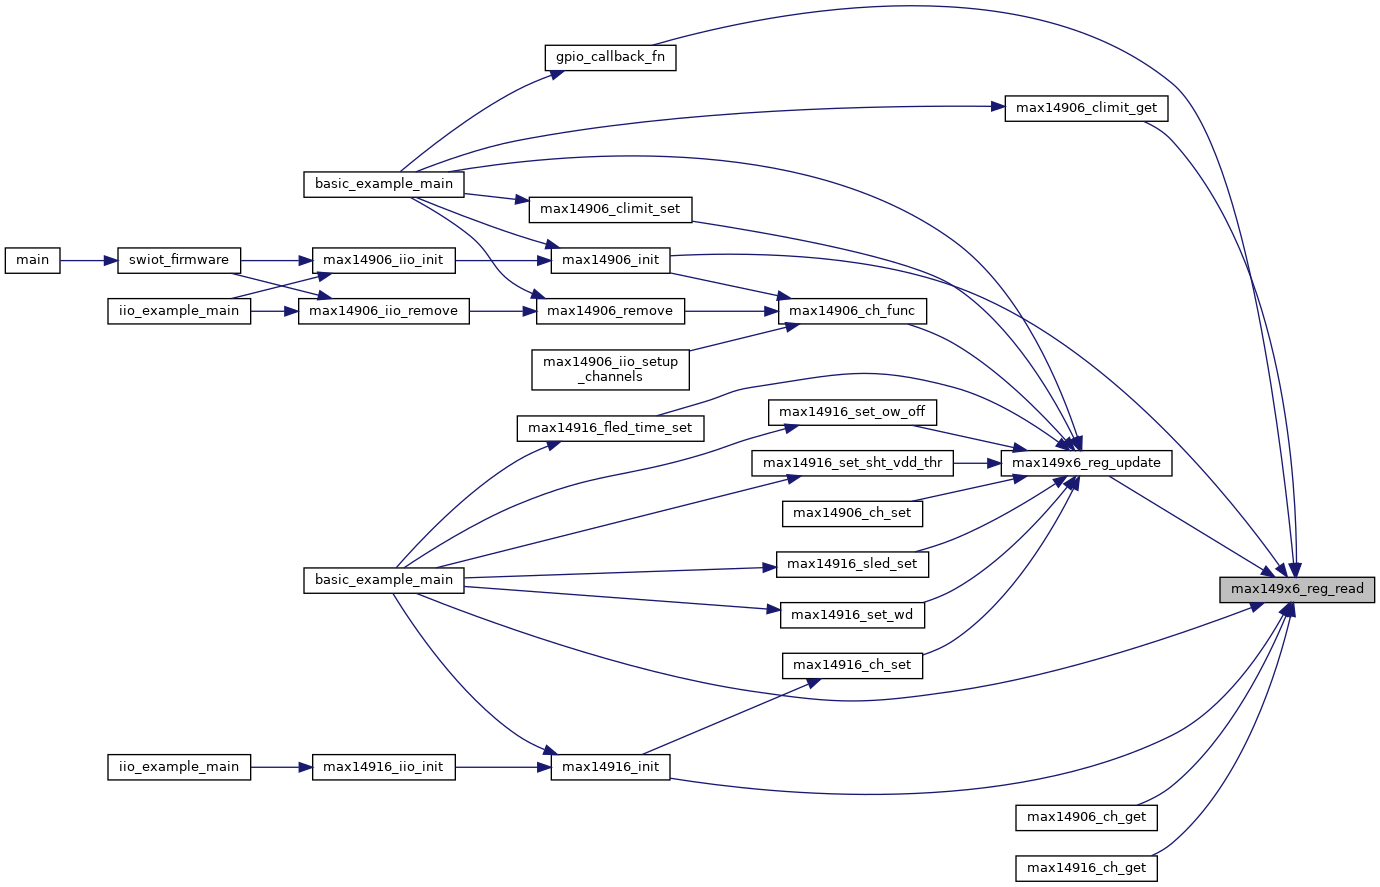 gpio_callback_fn
max14906_climit_get
basic_example_main
max14906_climit_set
main
swiot_firmware
max14906_iio_init
max14906_init
iio_example_main
max14906_iio_remove
max14906_remove
max14906_ch_func
max14906_iio_setup
_channels
max14916_fled_time_set
max14916_set_ow_off
max14916_set_sht_vdd_thr
max149x6_reg_update
max14906_ch_set
basic_example_main
max14916_sled_set
max149x6_reg_read
max14916_set_wd
max14916_ch_set
iio_example_main
max14916_iio_init
max14916_init
max14906_ch_get
max14916_ch_get